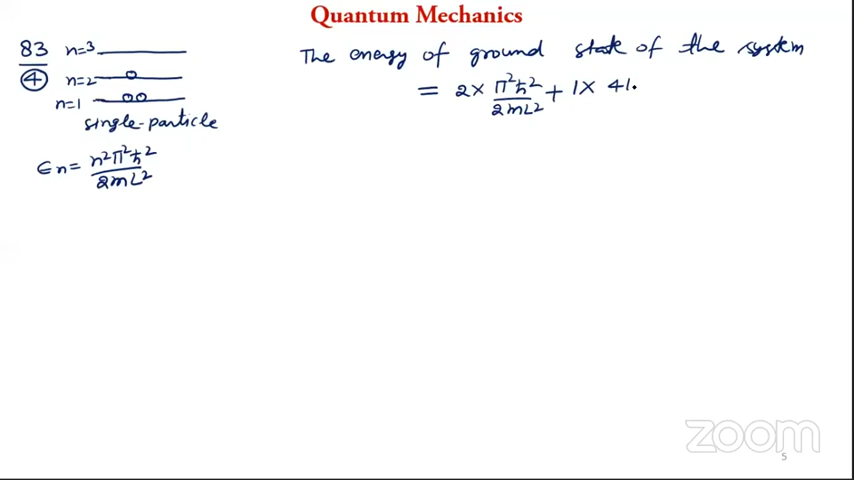 Quantum Mechanics
83 n=3
④ n=2
n=1
single-particle
ϵn = n²π²ħ² / 2mL²
The energy of ground state of the system
= 2 × π²ħ² / 2mL² + 1 × 4
zoom
5